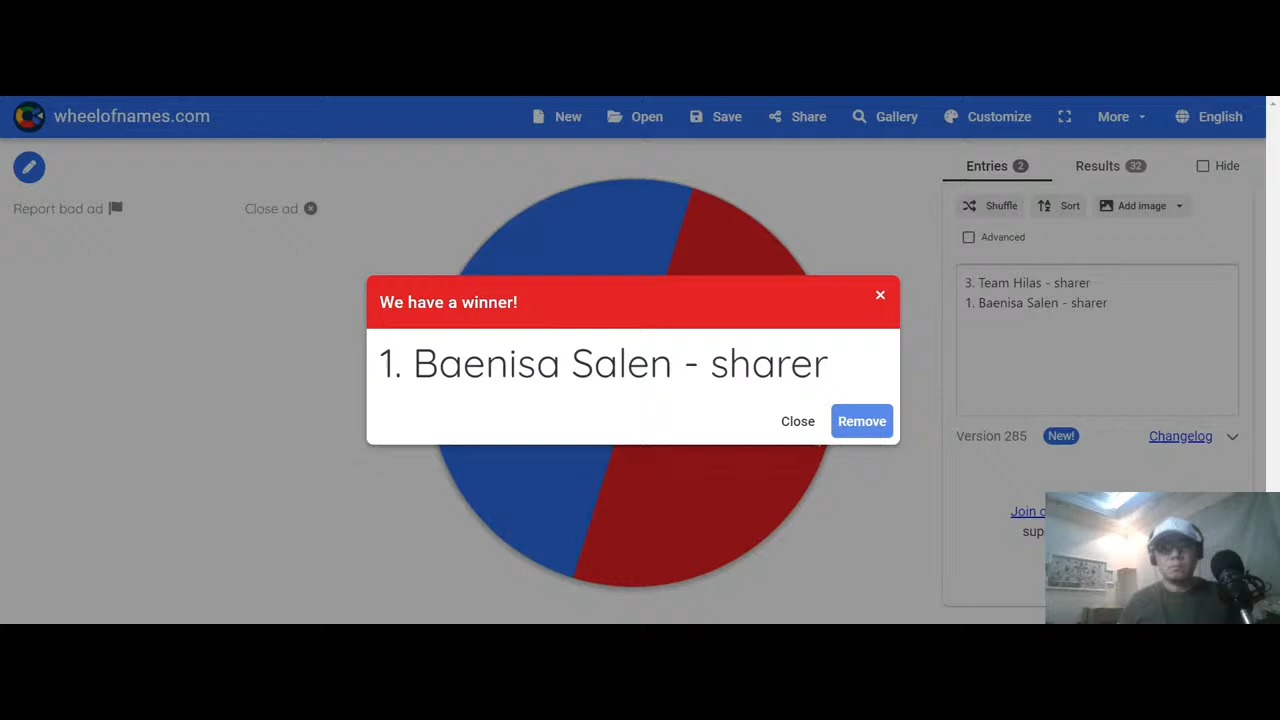 wheelofnames.com
New
Open
Save
Share
Gallery
Customize
More
English
Report bad ad
Close ad
Entries 2
Results 32
Hide
Shuffle
Sort
Add image
Advanced
3. Team Hilas - sharer
1. Baenisa Salen - sharer
We have a winner!
1. Baenisa Salen - sharer
Close
Remove
Version 285
New!
Changelog
Join